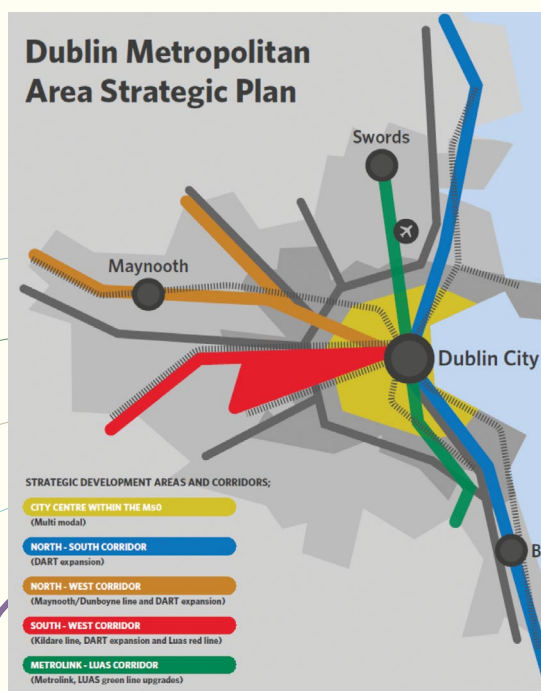 Dublin Metropolitan
Area Strategic Plan
Swords
Maynooth
Dublin City
B
STRATEGIC DEVELOPMENT AREAS AND CORRIDORS;
CITY CENTRE WITHIN THE M50
(Multi modal)
NORTH - SOUTH CORRIDOR
(DART expansion)
NORTH - WEST CORRIDOR
(Maynooth/Dunboyne line and DART expansion)
SOUTH - WEST CORRIDOR
(Kildare line, DART expansion and Luas red line)
METROLINK - LUAS CORRIDOR
(Metrolink, LUAS green line upgrades)